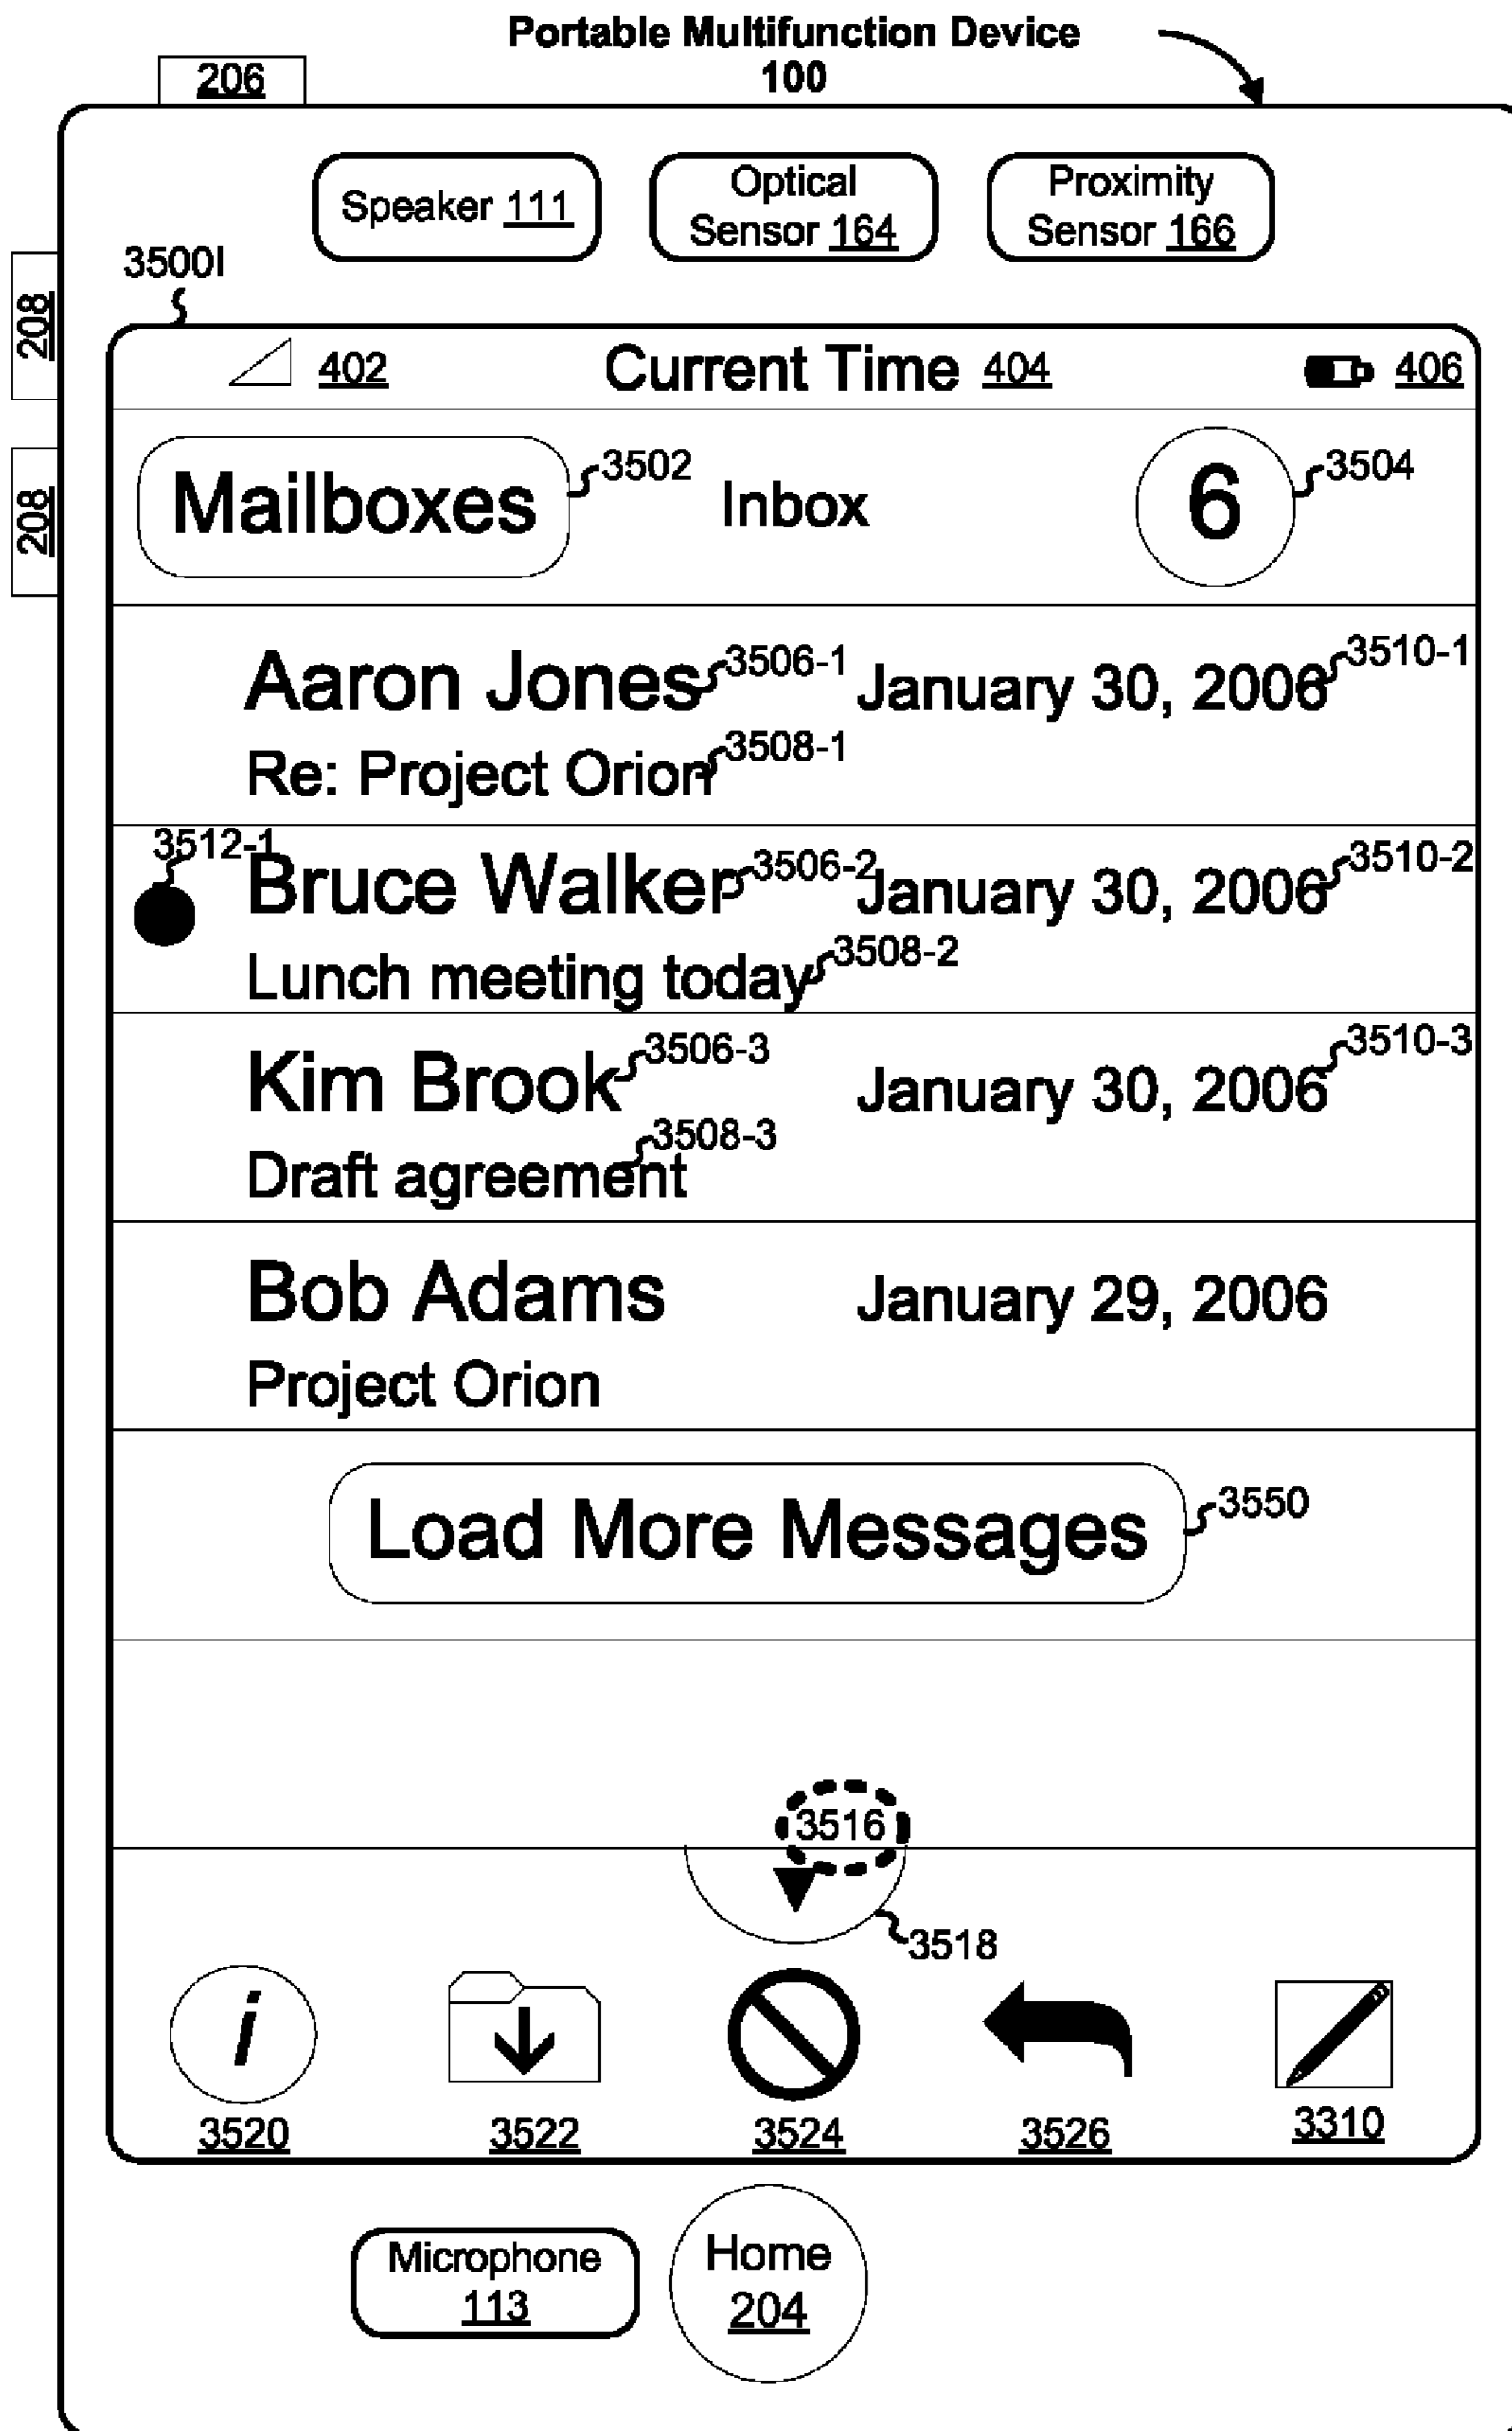 Portable Multifunction Device
100
206
Speaker 111
Optical
Sensor 164
Proximity
Sensor 166
208
208
3500I
402
Current Time 404
406
Mailboxes
3502
Inbox
6
3504
Aaron Jones
3506-1
January 30, 2006
3510-1
Re: Project Orion
3508-1
3512-1
Bruce Walker
3506-2
January 30, 2006
3510-2
Lunch meeting today
3508-2
Kim Brook
3506-3
January 30, 2006
3510-3
Draft agreement
3508-3
Bob Adams
January 29, 2006
Project Orion
Load More Messages
3550
3516
3518
i
3520
3522
3524
3526
3310
Microphone
113
Home
204